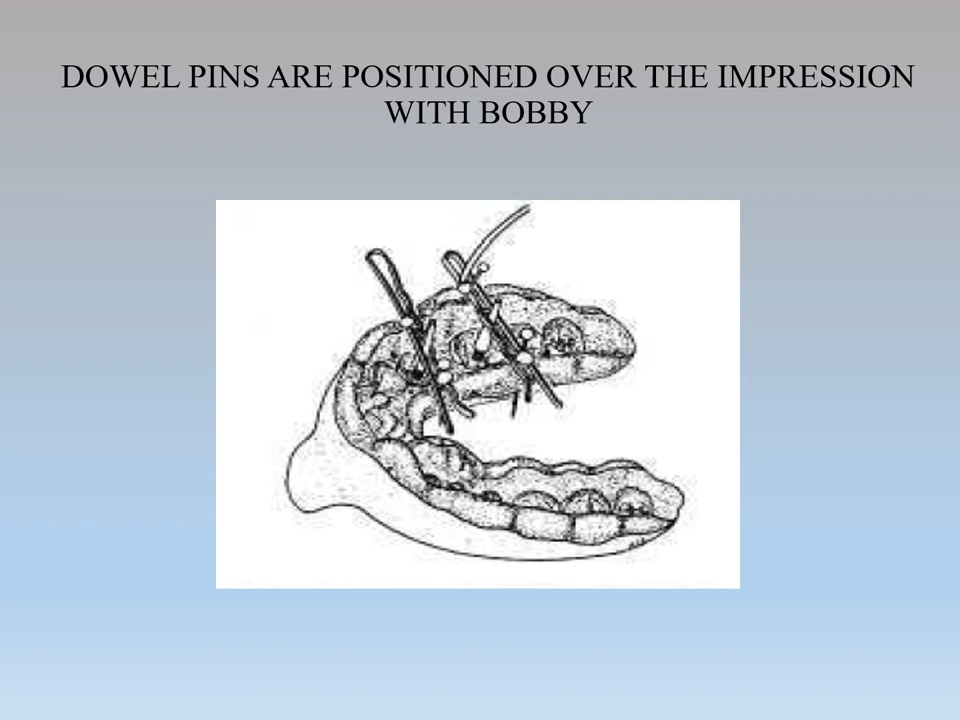 DOWEL PINS ARE POSITIONED OVER THE IMPRESSION
WITH BOBBY